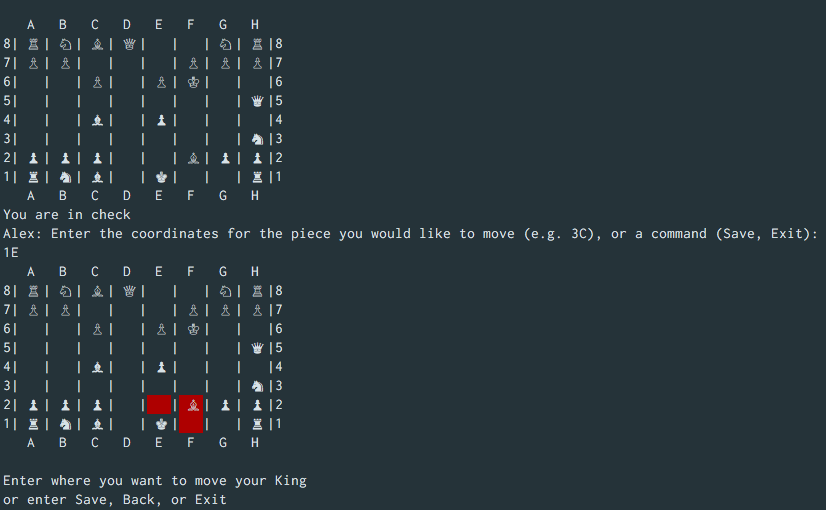 A B C D E F G H
8| ♖ | ♘ | ♗ | ♕ |   |   | ♘ | ♖ |8
7| ♙ | ♙ |   |   |   | ♙ | ♙ | ♙ |7
6|   |   | ♙ |   | ♙ | ♔ |   |   |6
5|   |   |   |   |   |   |   | ♛ |5
4|   |   | ♝ |   | ♟ |   |   |   |4
3|   |   |   |   |   |   |   | ♞ |3
2| ♟ | ♟ | ♟ |   |   | ♗ | ♟ | ♟ |2
1| ♜ | ♞ | ♝ |   | ♚ |   |   | ♜ |1
A B C D E F G H
You are in check
Alex: Enter the coordinates for the piece you would like to move (e.g. 3C), or a command (Save, Exit):
1E
A B C D E F G H
8| ♖ | ♘ | ♗ | ♕ |   |   | ♘ | ♖ |8
7| ♙ | ♙ |   |   |   | ♙ | ♙ | ♙ |7
6|   |   | ♙ |   | ♙ | ♔ |   |   |6
5|   |   |   |   |   |   |   | ♛ |5
4|   |   | ♝ |   | ♟ |   |   |   |4
3|   |   |   |   |   |   |   | ♞ |3
2| ♟ | ♟ | ♟ |   |   | ♗ | ♟ | ♟ |2
1| ♜ | ♞ | ♝ |   | ♚ |   |   | ♜ |1
A B C D E F G H
Enter where you want to move your King
or enter Save, Back, or Exit